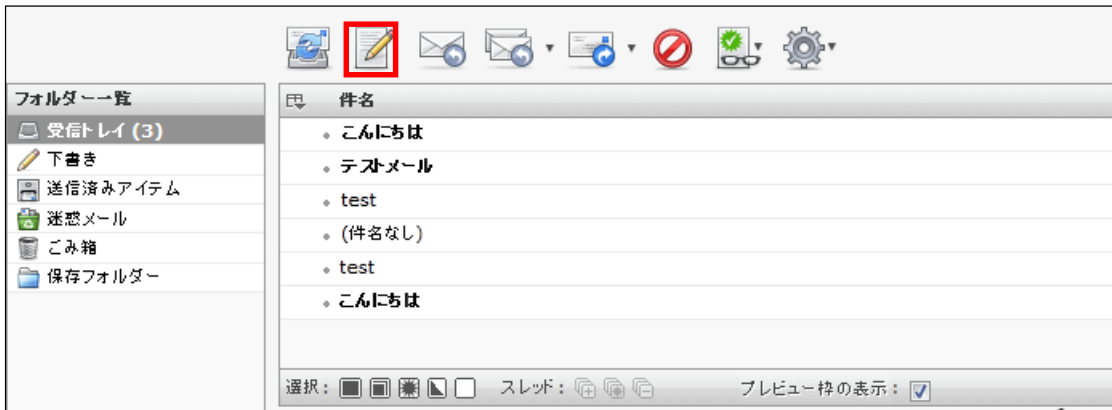 フォルダー一覧
受信トレイ (3)
下書き
送信済みアイテム
迷惑メール
ごみ箱
保存フォルダー
件名
こんにちは
テストメール
test
(件名なし)
test
こんにちは
選択: スレッド: プレビュー枠の表示: